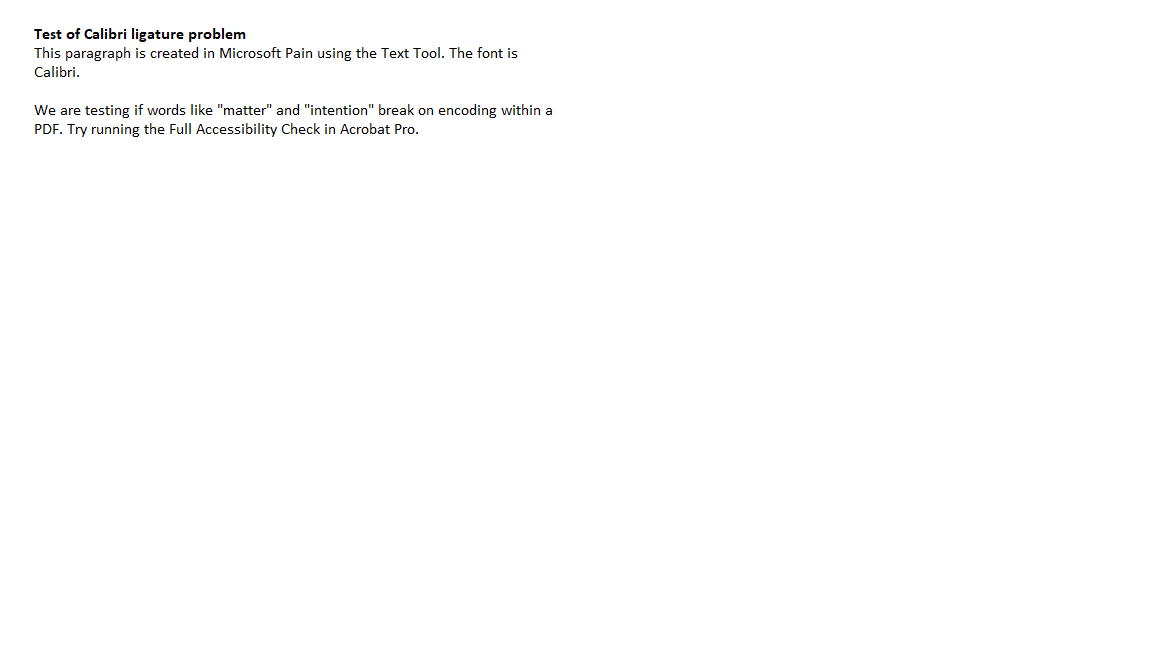 Test of Calibri ligature problem
This paragraph is created in Microsoft Pain using the Text Tool. The font is
Calibri.
We are testing if words like "matter" and "intention" break on encoding within a
PDF. Try running the Full Accessibility Check in Acrobat Pro.